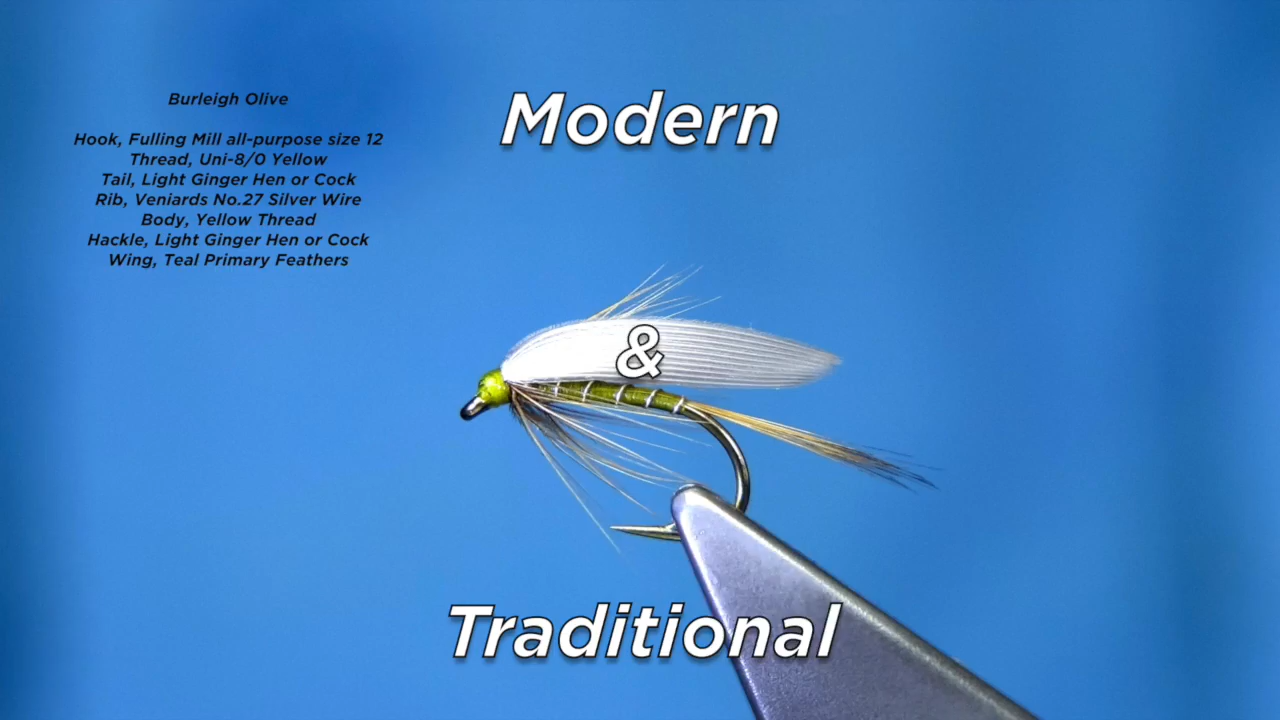 Burleigh Olive
Hook, Fulling Mill all-purpose size 12
Thread, Uni-8/0 Yellow
Tail, Light Ginger Hen or Cock
Rib, Veniards No.27 Silver Wire
Body, Yellow Thread
Hackle, Light Ginger Hen or Cock
Wing, Teal Primary Feathers
Modern
&
Traditional